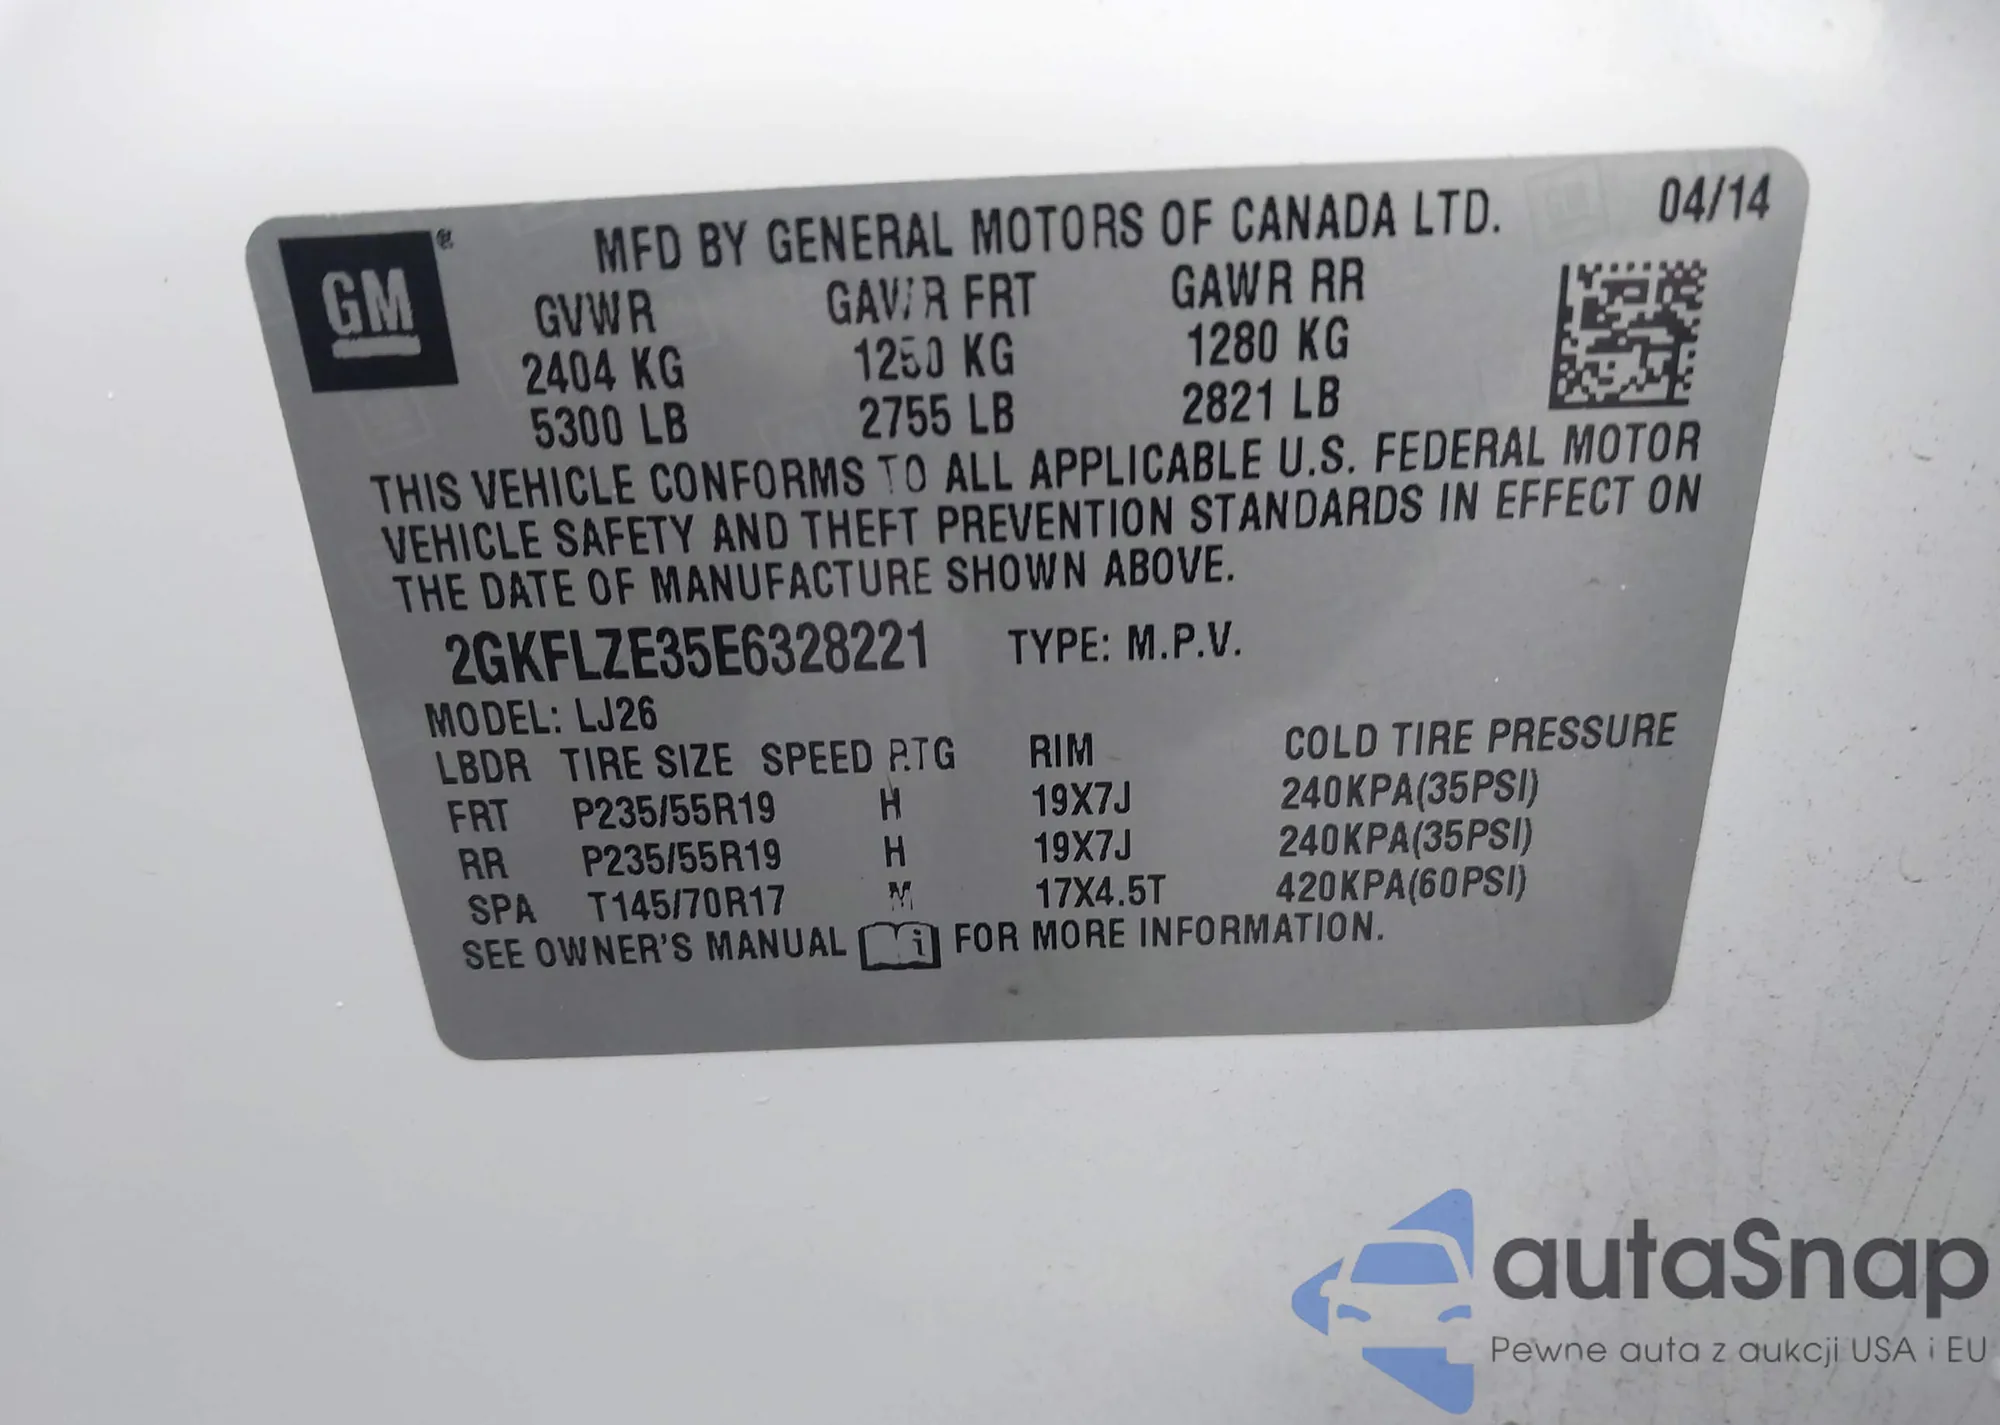 GM
MFD BY GENERAL MOTORS OF CANADA LTD. 04/14
GVWR GAWR FRT GAWR RR
2404 KG 1250 KG 1280 KG
5300 LB 2755 LB 2821 LB
THIS VEHICLE CONFORMS TO ALL APPLICABLE U.S. FEDERAL MOTOR
VEHICLE SAFETY AND THEFT PREVENTION STANDARDS IN EFFECT ON
THE DATE OF MANUFACTURE SHOWN ABOVE.
2GKFLZE35E6328221 TYPE: M.P.V.
MODEL: LJ26
LBDR TIRE SIZE SPEED RTG RIM COLD TIRE PRESSURE
FRT P235/55R19 H 19X7J 240KPA(35PSI)
RR P235/55R19 H 19X7J 240KPA(35PSI)
SPA T145/70R17 M 17X4.5T 420KPA(60PSI)
SEE OWNER'S MANUAL i FOR MORE INFORMATION.
autaSnap
Pewne auta z aukcji USA i EU